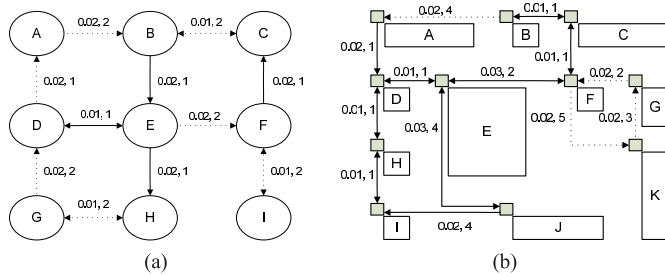 A
0.02, 2
B
0.01, 2
C
0.02, 1
0.02, 1
0.02, 1
D
0.01, 1
E
0.02, 2
F
0.02, 2
0.02, 1
0.01, 2
G
0.01, 2
H
I
(a)
0.02, 4
0.01, 1
A
B
C
0.02, 1
0.01, 1
0.01, 1
0.03, 2
0.02, 2
D
F
G
0.01, 1
0.03, 4
E
0.02, 5
0.02, 3
H
0.01, 1
K
I
0.02, 4
J
(b)